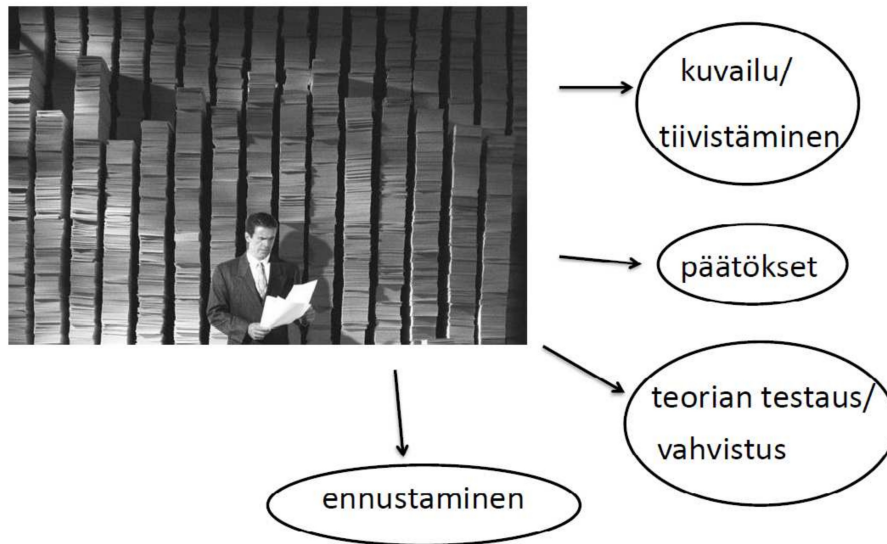 kuvailu/
tiivistäminen
päätökset
teorian testaus/
vahvistus
ennustaminen